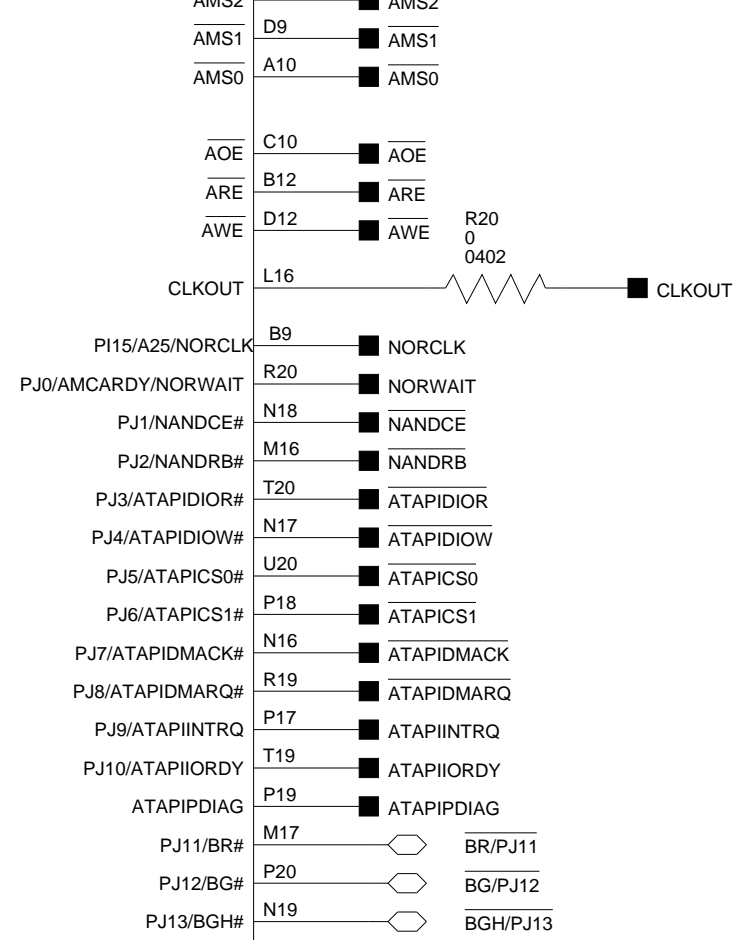 AMS2 AMS2
AMS1 D9 AMS1
AMS0 A10 AMS0
AOE C10 AOE
ARE B12 ARE
AWE D12 AWE
R20
0
0402
CLKOUT L16 CLKOUT
PI15/A25/NORCLK B9 NORCLK
PJ0/AMCARDY/NORWAIT R20 NORWAIT
PJ1/NANDCE# N18 NANDCE
PJ2/NANDRB# M16 NANDRB
PJ3/ATAPIDIOR# T20 ATAPIDIOR
PJ4/ATAPIDIOW# N17 ATAPIDIOW
PJ5/ATAPICS0# U20 ATAPICS0
PJ6/ATAPICS1# P18 ATAPICS1
PJ7/ATAPIDMACK# N16 ATAPIDMACK
PJ8/ATAPIDMARQ# R19 ATAPIDMARQ
PJ9/ATAPIINTRQ P17 ATAPIINTRQ
PJ10/ATAPIIORDY T19 ATAPIIORDY
ATAPIPDIAG P19 ATAPIPDIAG
PJ11/BR# M17 BR/PJ11
PJ12/BG# P20 BG/PJ12
PJ13/BGH# N19 BGH/PJ13